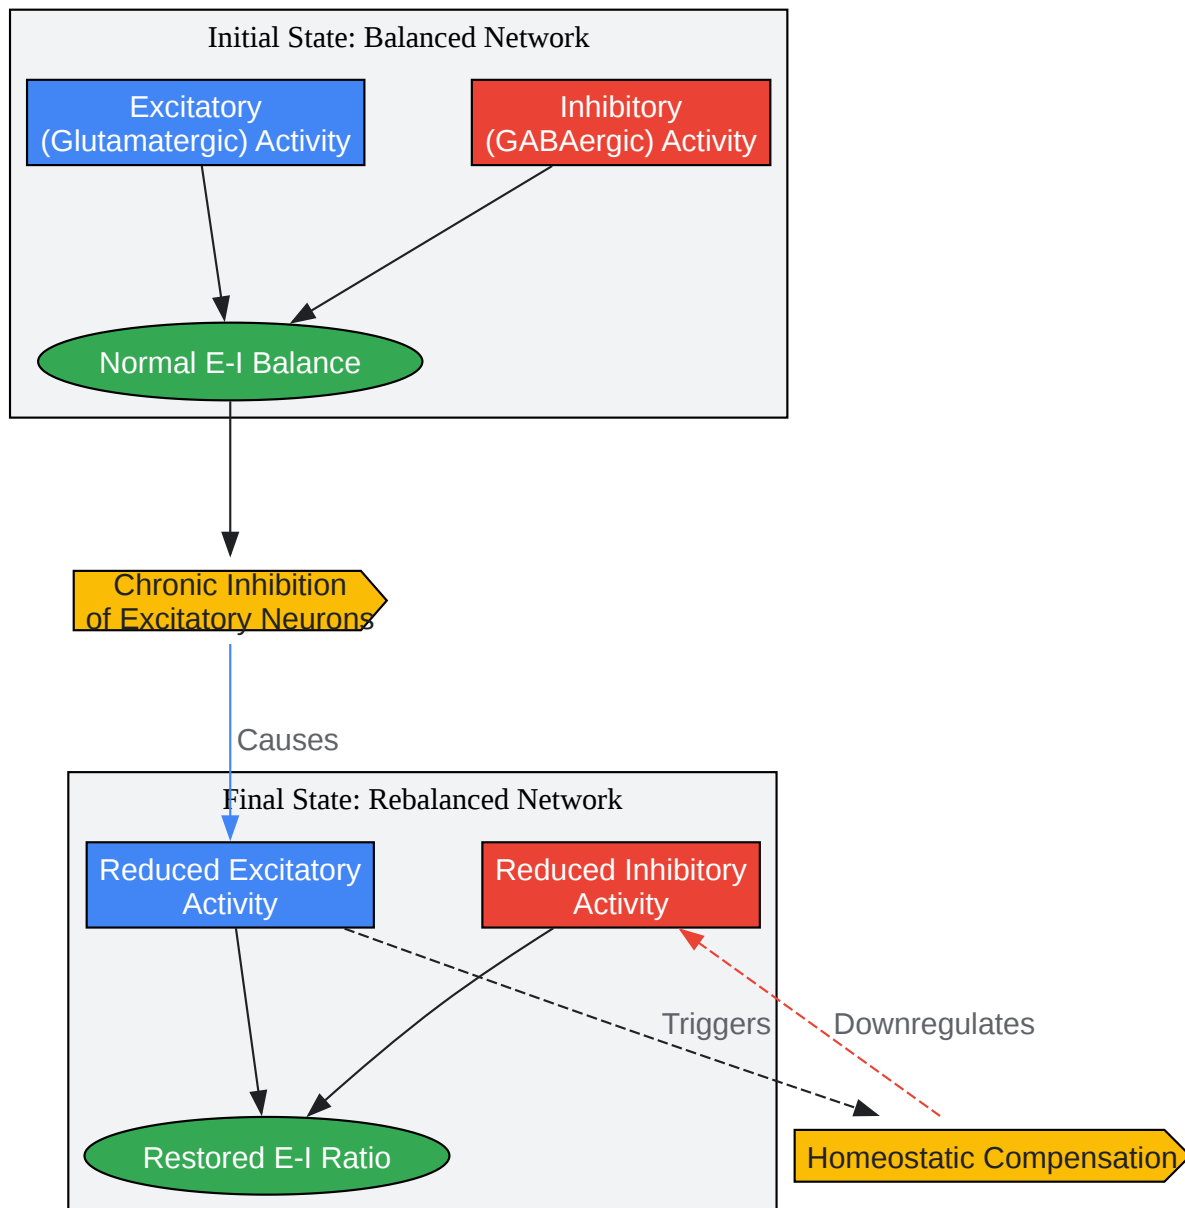 Initial State: Balanced Network
Excitatory
(Glutamatergic) Activity
Inhibitory
(GABAergic) Activity
Normal E-I Balance
Chronic Inhibition
of Excitatory Neurons
Causes
Final State: Rebalanced Network
Reduced Excitatory
Activity
Reduced Inhibitory
Activity
Triggers
Downregulates
Restored E-I Ratio
Homeostatic Compensation